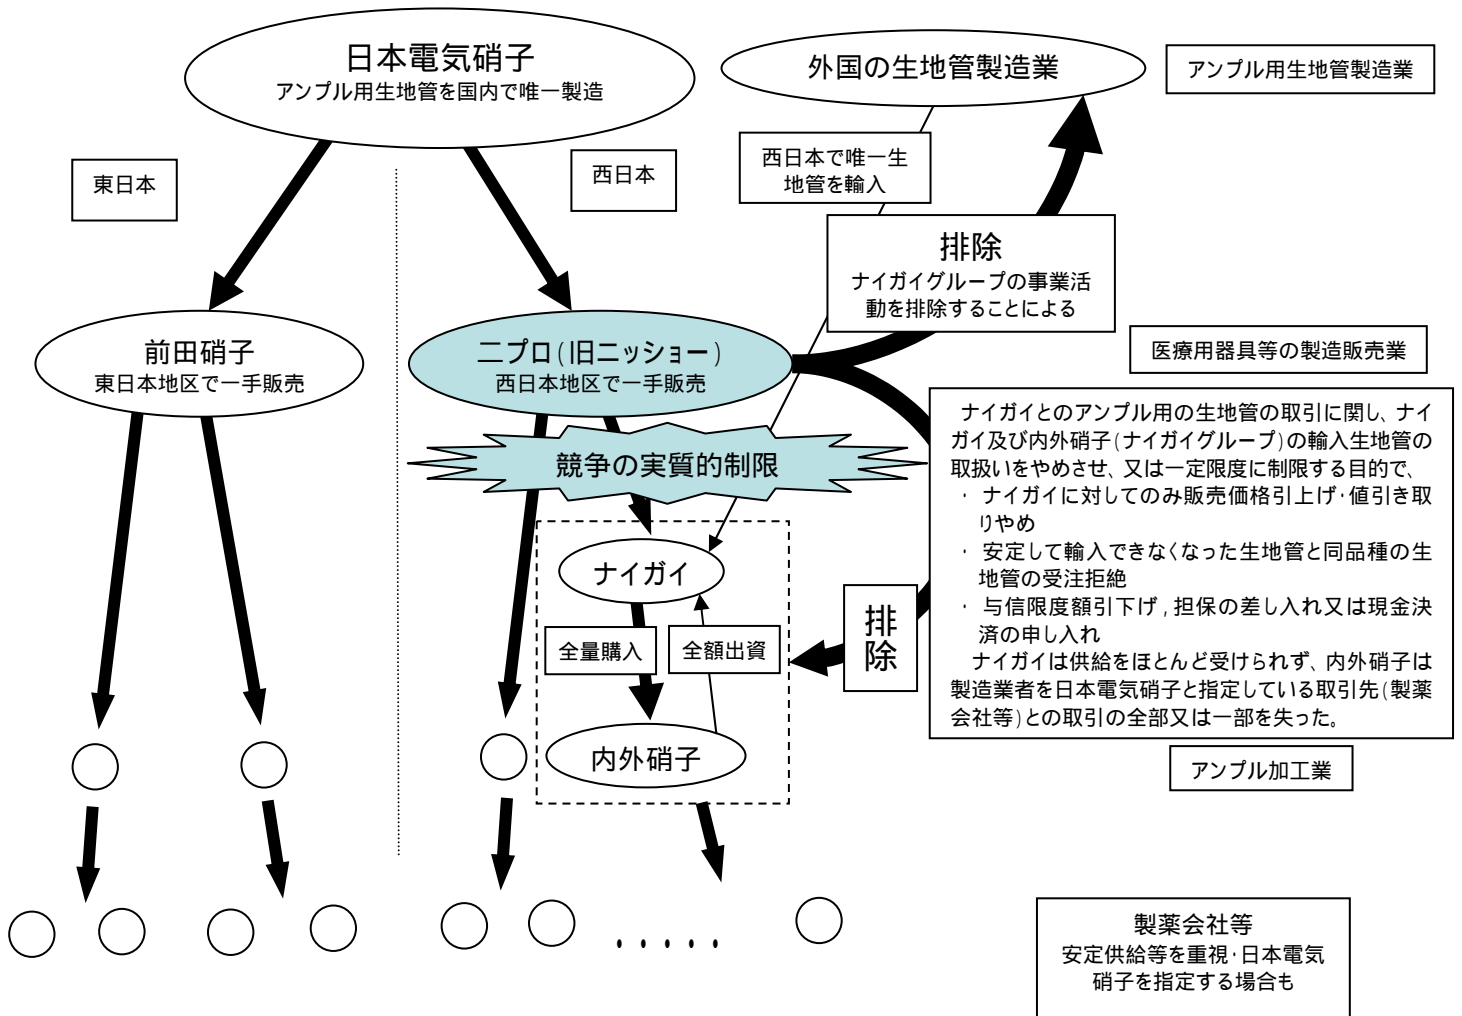 日本電気硝子
アンプル用生地管を国内で唯一製造
外国の生地管製造業
アンプル用生地管製造業
東日本
西日本
西日本で唯一生
地管を輸入
排除
ナイガイグループの事業活
動を排除することによる
前田硝子
東日本地区で一手販売
ニプロ(旧ニッショー)
西日本地区で一手販売
医療用器具等の製造販売業
競争の実質的制限
ナイガイとのアンプル用の生地管の取引に関し、ナイ
ガイ及び内外硝子(ナイガイグループ)の輸入生地管の
取扱いをやめさせ、又は一定限度に制限する目的で、
・ ナイガイに対してのみ販売価格引上げ・値引き取
りやめ
・ 安定して輸入できなくなった生地管と同品種の生
地管の受注拒絶
・ 与信限度額引下げ,担保の差し入れ又は現金決
済の申し入れ
ナイガイは供給をほとんど受けられず、内外硝子は
製造業者を日本電気硝子と指定している取引先(製薬
会社等)との取引の全部又は一部を失った。
ナイガイ
全量購入
全額出資
排
除
内外硝子
アンプル加工業
・・・・・
製薬会社等
安定供給等を重視・日本電気
硝子を指定する場合も